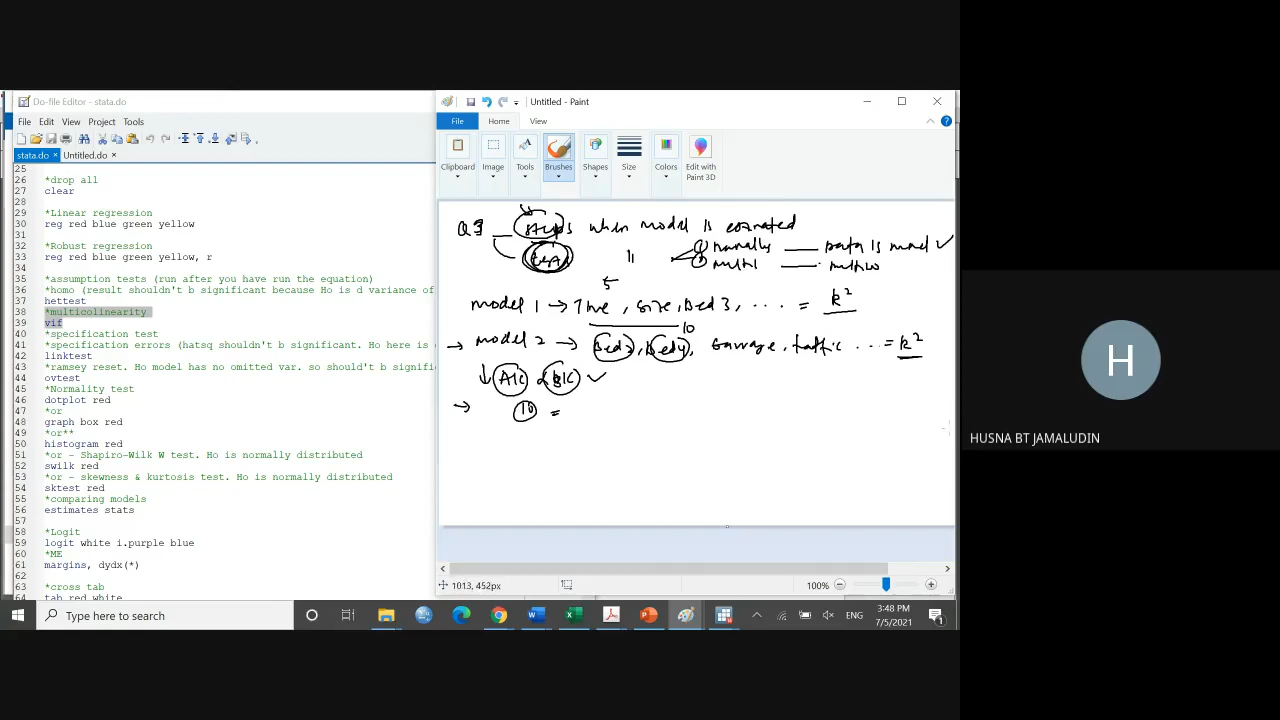 Do-file Editor - stata.do
File Edit View Project Tools
stata.do × Untitled.do ×
25
26 *drop all
27 clear
28
29 *Linear regression
30 reg red blue green yellow
31
32 *Robust regression
33 reg red blue green yellow, r
34
35 *assumption tests (run after you have run the equation)
36 *homo (result shouldn't b significant because Ho is d variance of
37 hettest
38 *multicolinearity
39 vif
40 *specification test
41 *specification errors (hatsq shouldn't b significant. Ho here is
42 linktest
43 *ramsey reset. Ho model has no omitted var. so should't b signifi
44 ovtest
45 *Normality test
46 dotplot red
47 *or
48 graph box red
49 *or**
50 histogram red
51 *or - Shapiro-Wilk W test. Ho is normally distributed
52 swilk red
53 *or - skewness & kurtosis test. Ho is normally distributed
54 sktest red
55 *comparing models
56 estimates stats
57
58 *Logit
59 logit white i.purple blue
60 *ME
61 margins, dydx(*)
62
63 *cross tab
64 tab red white
Untitled - Paint
File Home View
Clipboard Image Tools Brushes Shapes Size Colors Edit with Paint 3D
steps when model is estimated
model 1 → size, Bed 3, .... =
10
→ model 2 → Bed2, Bed4, traffic ... =
↓ AIC & BIC ✓
→ 10 =
1013, 452px
100%
Type here to search
ENG
3:48 PM
7/5/2021
H
HUSNA BT JAMALUDIN